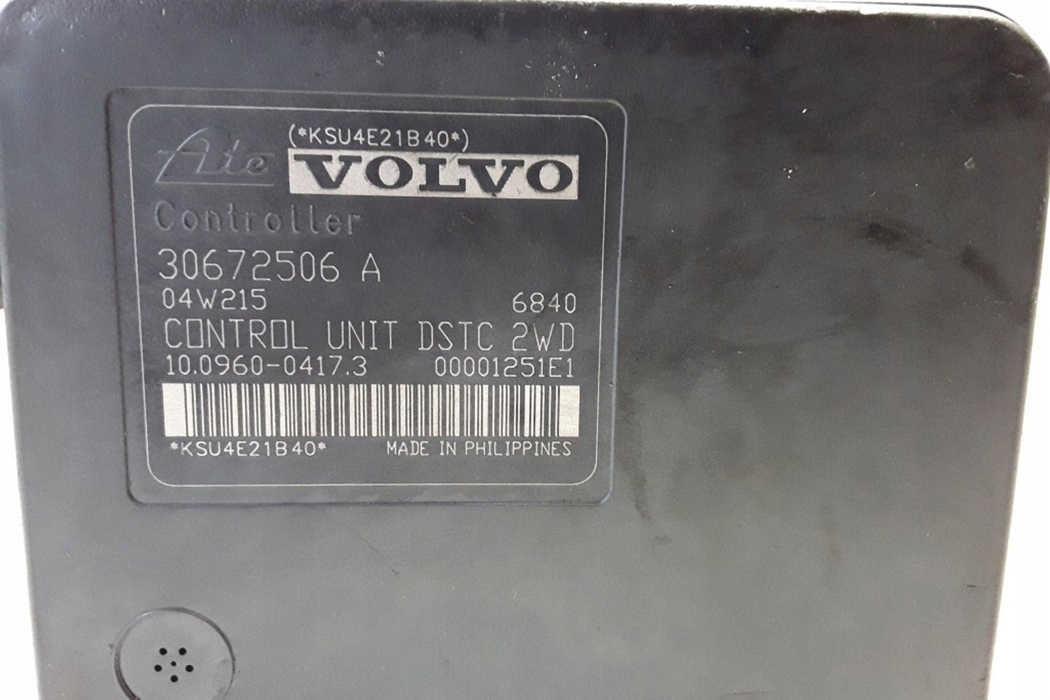 (*KSU4E21B40*)
Ate VOLVO
Controller
30672506 A
04W215 6840
CONTROL UNIT DSTC 2WD
10.0960-0417.3 00001251E1
*KSU4E21B40* MADE IN PHILIPPINES